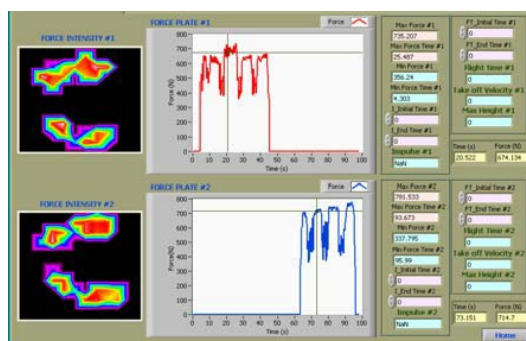 FORCE INTENSITY #1
FORCE PLATE #1
Force
Force (N)
800
700
600
500
400
300
200
100
0
0 10 20 30 40 50 60 70 80 90 100
Time (s)
Max Force #1
735.207
Max Force Time #1
25.487
Min Force #1
356.24
Min Force Time #1
4.303
I_Initial Time #1
0
I_End Time #1
0
Impulse #1
NaN
FT_Initial Time #1
0
FT_End Time #1
0
Flight time #1
0
Take off Velocity #1
0
Max Height #1
0
Time (s) Force (N)
20.522 674.134
FORCE INTENSITY #2
FORCE PLATE #2
Force
Force(N)
800
700
600
500
400
300
200
100
0
0 10 20 30 40 50 60 70 80 90 100
Time (s)
Max Force #2
781.533
Max Force Time #2
93.673
Min Force #2
337.795
Min Force Time #2
95.99
I_Initial Time #2
0
I_End Time #2
0
Impulse #2
NaN
FT_Initial Time #2
0
FT_End Time #2
0
Flight Time #2
0
Take off Velocity #2
0
Max Height #2
0
Time (s) Force (N)
73.151 714.7
Home